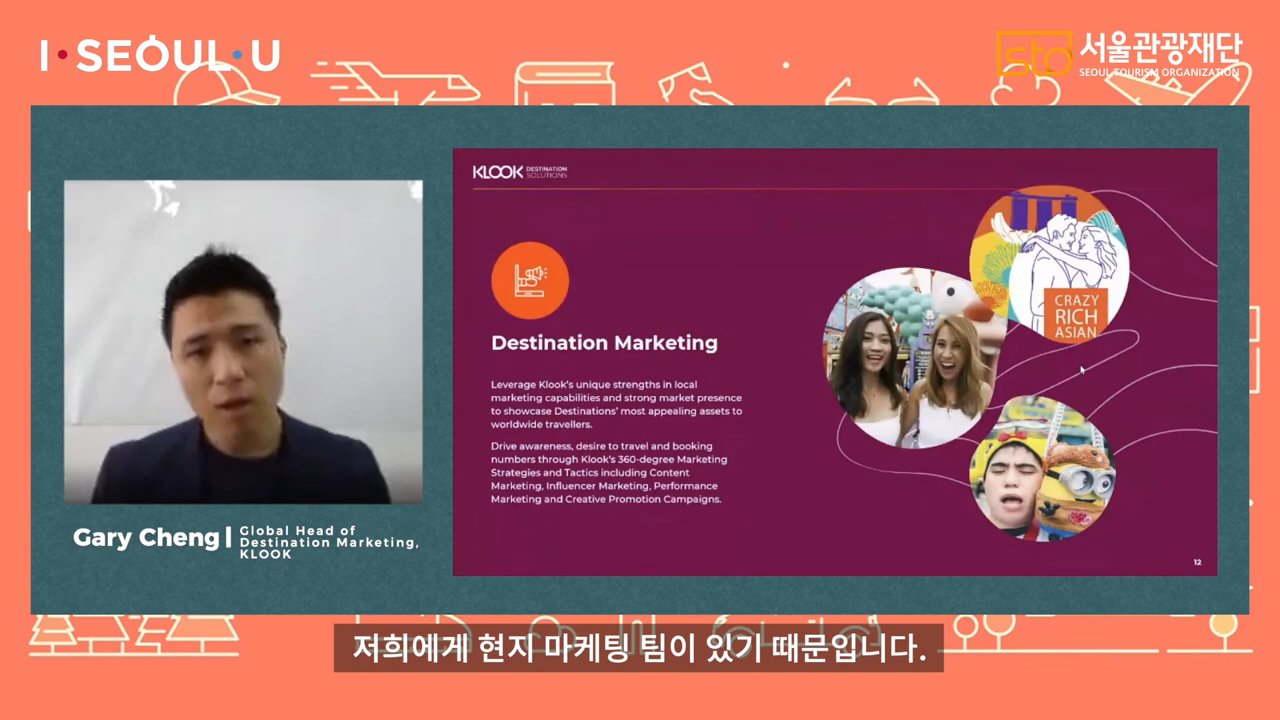 I·SEOUL·U
sto 서울관광재단
SEOUL TOURISM ORGANIZATION
KLOOK DESTINATION
SOLUTIONS
CRAZY
RICH
ASIAN
Destination Marketing
Leverage Klook's unique strengths in local
marketing capabilities and strong market presence
to showcase Destinations' most appealing assets to
worldwide travellers.
Drive awareness, desire to travel and booking
numbers through Klook's 360-degree Marketing
Strategies and Tactics including Content
Marketing, Influencer Marketing, Performance
Marketing and Creative Promotion Campaigns.
12
Gary Cheng | Global Head of
Destination Marketing,
KLOOK
저희에게 현지 마케팅 팀이 있기 때문입니다.